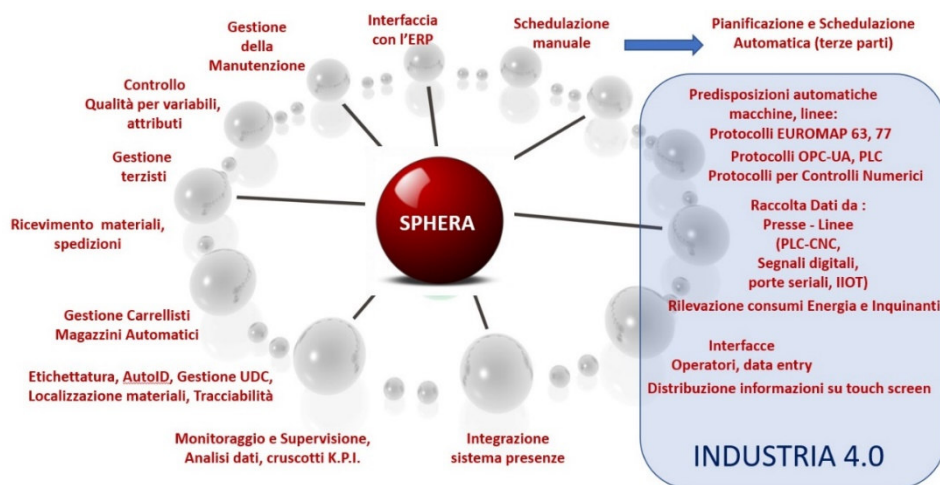 Gestione
della
Manutenzione
Interfaccia
con l'ERP
Schedulazione
manuale
Pianificazione e Schedulazione
Automatica (terze parti)
Controllo
Qualità per variabili,
attributi
Gestione
terzisti
Ricevimento materiali,
spedizioni
Gestione Carrellisti
Magazzini Automatici
Etichettatura, AutoID, Gestione UDC,
Localizzazione materiali, Tracciabilità
Monitoraggio e Supervisione,
Analisi dati, cruscotti K.P.I.
Integrazione
sistema presenze
SPHERA
Predisposizioni automatiche
macchine, linee:
Protocolli EUROMAP 63, 77
Protocolli OPC-UA, PLC
Protocolli per Controlli Numerici
Raccolta Dati da :
Presse - Linee
(PLC-CNC,
Segnali digitali,
porte seriali, IIOT)
Rilevazione consumi Energia e Inquinanti
Interfacce
Operatori, data entry
Distribuzione informazioni su touch screen
INDUSTRIA 4.0